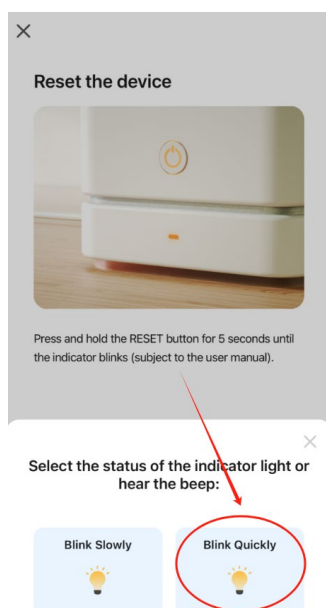 Reset the device
Press and hold the RESET button for 5 seconds until
the indicator blinks (subject to the user manual).
Select the status of the indicator light or
hear the beep:
Blink Slowly
Blink Quickly